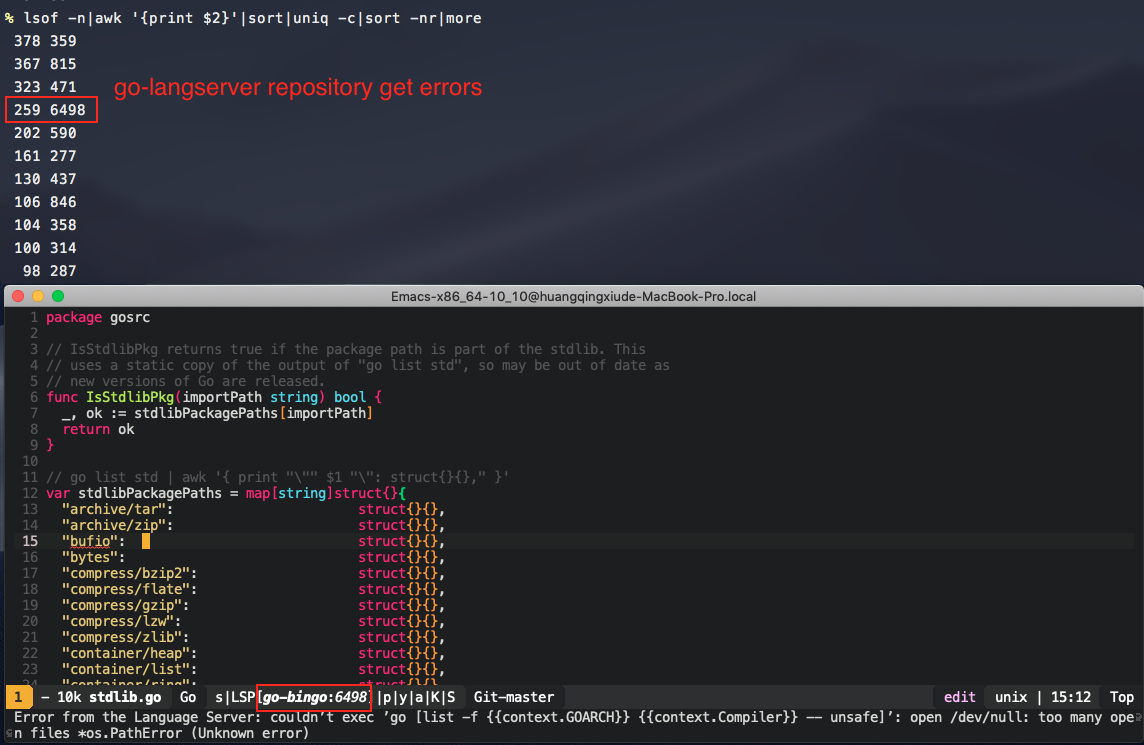 % lsof -n|awk '{print $2}'|sort|uniq -c|sort -nr|more
378 359
367 815
323 471
go-langserver repository get errors
259 6498
202 590
161 277
130 437
106 846
104 358
100 314
98 287
Emacs-x86_64-10_10@huangqingxiude-MacBook-Pro.local
1 package gosrc
2
3 // IsStdlibPkg returns true if the package path is part of the stdlib. This
4 // uses a static copy of the output of "go list std", so may be out of date as
5 // new versions of Go are released.
6 func IsStdlibPkg(importPath string) bool {
7 _, ok := stdlibPackagePaths[importPath]
8 return ok
9 }
10
11 // go list std | awk '{ print "\"" $1 "\": struct{}{}," }'
12 var stdlibPackagePaths = map[string]struct{}{
13 "archive/tar": struct{}{},
14 "archive/zip": struct{}{},
15 "bufio": struct{}{},
16 "bytes": struct{}{},
17 "compress/bzip2": struct{}{},
18 "compress/flate": struct{}{},
19 "compress/gzip": struct{}{},
20 "compress/lzw": struct{}{},
21 "compress/zlib": struct{}{},
22 "container/heap": struct{}{},
23 "container/list": struct{}{},
24 "container/ring": struct{}{},
1 – 10k stdlib.go Go s|LSP[go-bingo:6498]|p|y|a|K|S Git-master edit unix | 15:12 Top
Error from the Language Server: couldn't exec 'go [list -f {{context.GOARCH}} {{context.Compiler}} -- unsafe]': open /dev/null: too many ope
n files *os.PathError (Unknown error)